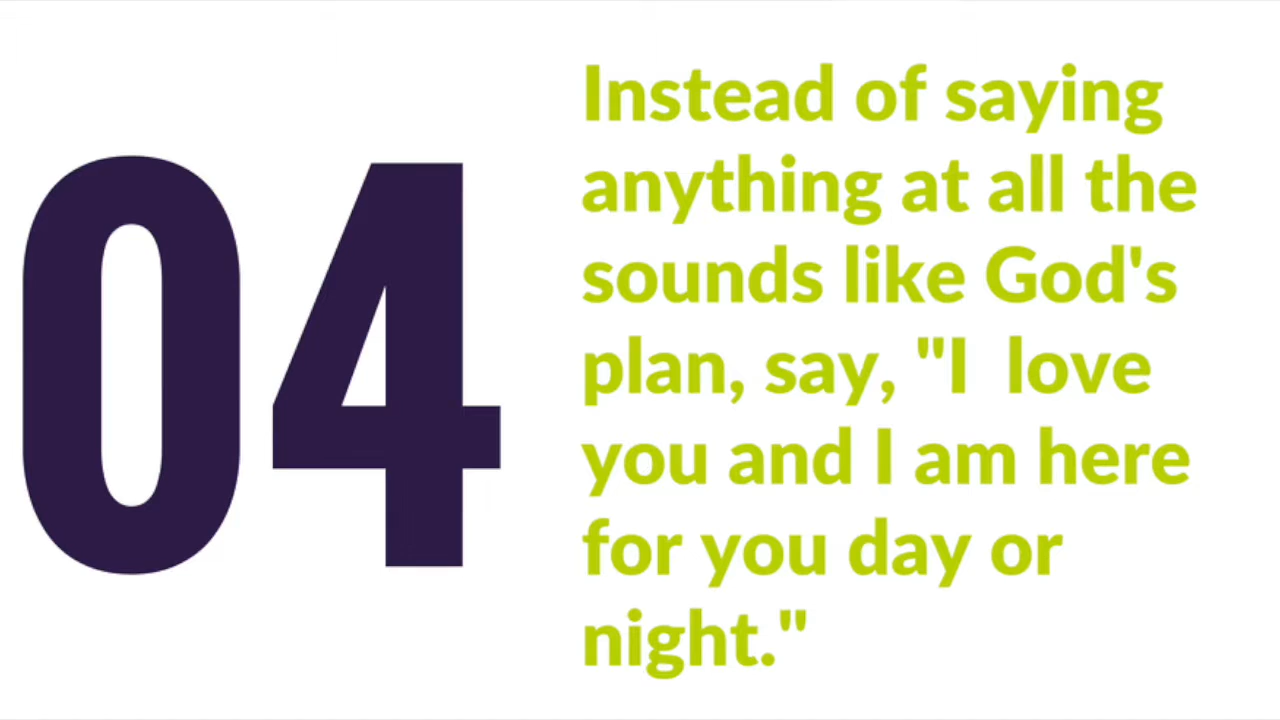 04
Instead of saying
anything at all the
sounds like God's
plan, say, "I  love
you and I am here
for you day or
night."